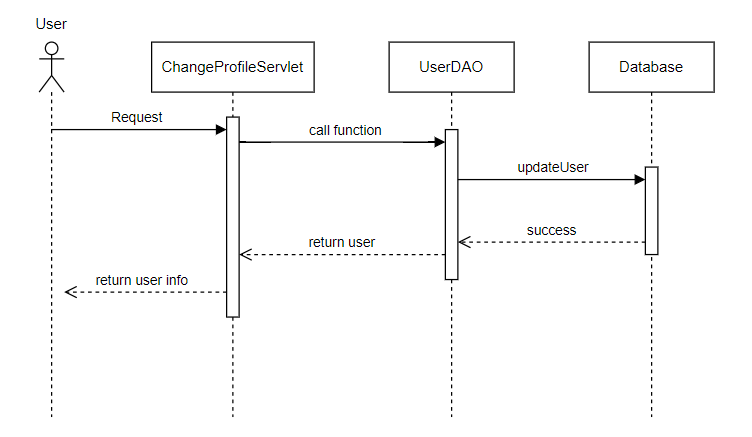 User
ChangeProfileServlet
UserDAO
Database
Request
call function
updateUser
success
return user
return user info